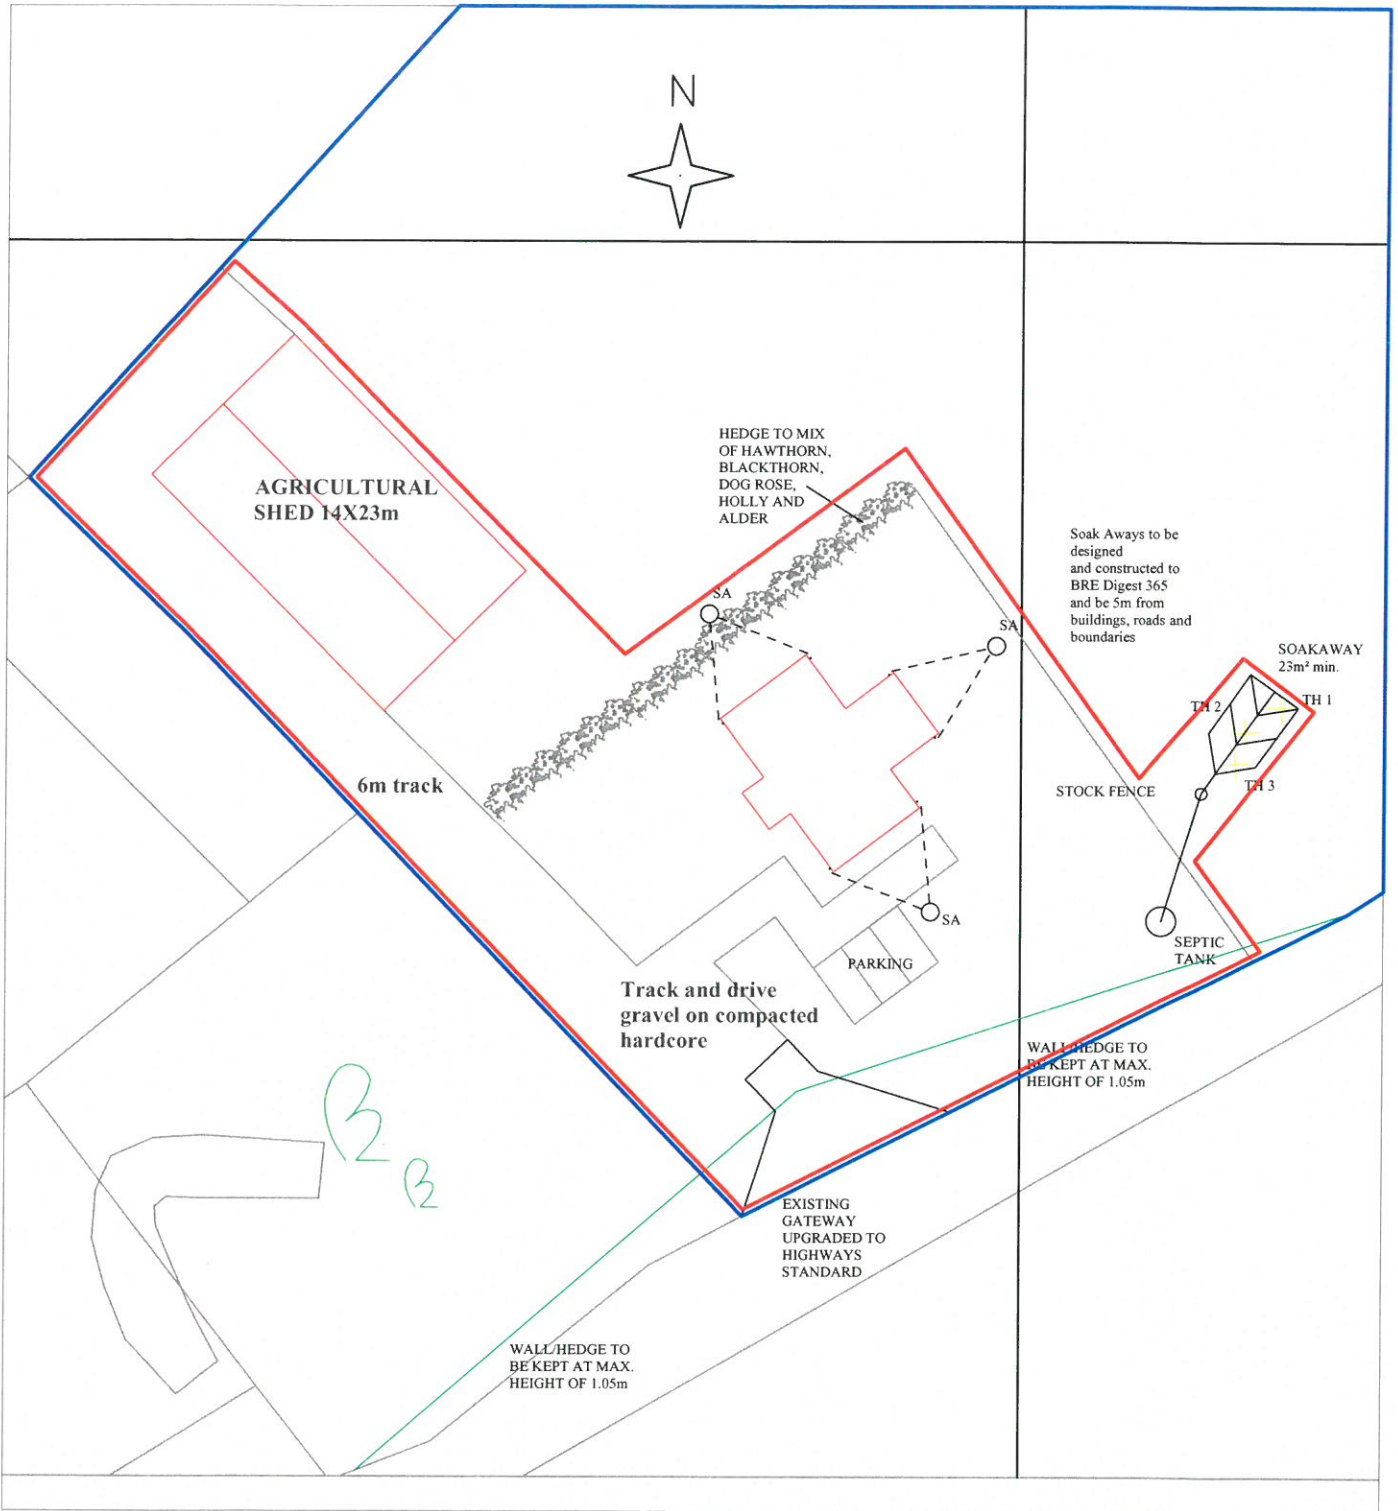 N
HEDGE TO MIX
OF HAWTHORN,
BLACKTHORN,
DOG ROSE,
HOLLY AND
ALDER
AGRICULTURAL
SHED 14X23m
Soak Aways to be
designed
and constructed to
BRE Digest 365
and be 5m from
buildings, roads and
boundaries
SA
SA
SOAKAWAY
23m² min.
TH 1
TH 2
TH 3
6m track
STOCK FENCE
SA
SEPTIC
TANK
PARKING
Track and drive
gravel on compacted
hardcore
WALL/HEDGE TO
BE KEPT AT MAX.
HEIGHT OF 1.05m
EXISTING
GATEWAY
UPGRADED TO
HIGHWAYS
STANDARD
WALL/HEDGE TO
BE KEPT AT MAX.
HEIGHT OF 1.05m